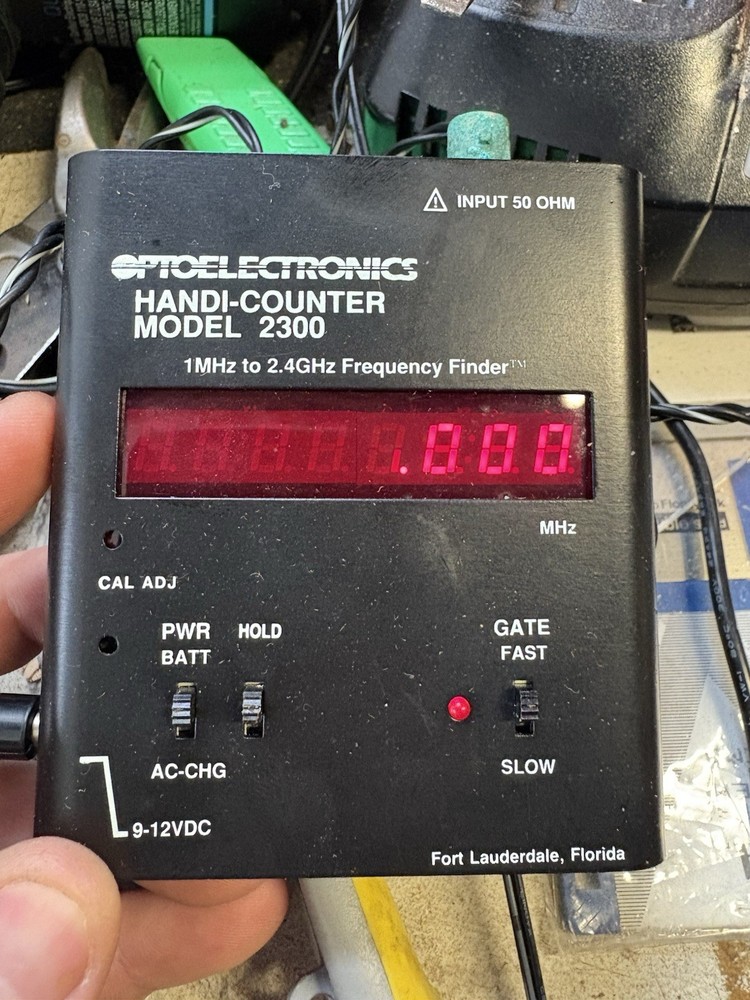 ⚠ INPUT 50 OHM
OPTOELECTRONICS
HANDI-COUNTER
MODEL 2300
1MHz to 2.4GHz Frequency Finder™
.000
MHz
CAL ADJ
PWR HOLD GATE
BATT FAST
AC-CHG SLOW
9-12VDC
Fort Lauderdale, Florida